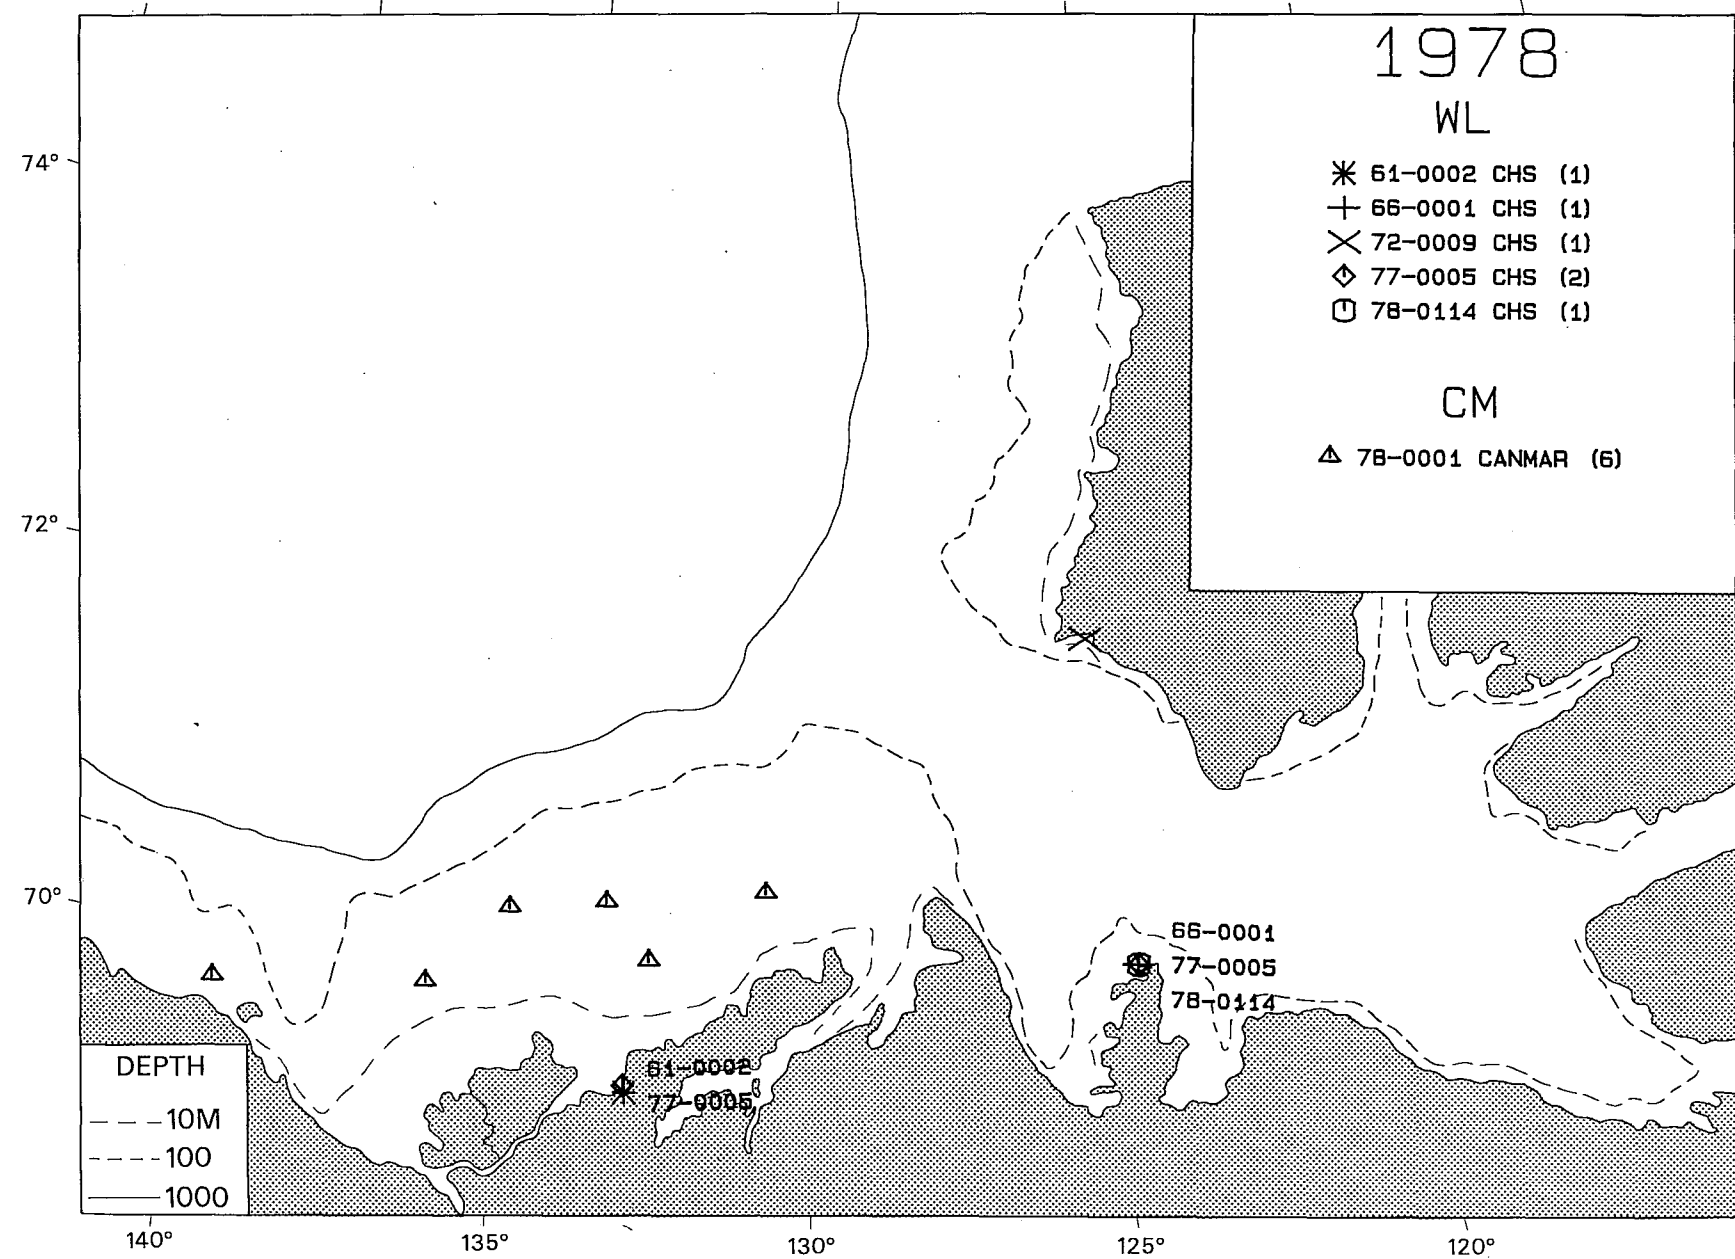 1978
WL
61-0002 CHS (1)
66-0001 CHS (1)
72-0009 CHS (1)
77-0005 CHS (2)
78-0114 CHS (1)
CM
78-0001 CANMAR (6)
74°
72°
70°
66-0001
77-0005
78-0114
61-0002
77-0005
DEPTH
10M
100
1000
140°
135°
130°
125°
120°